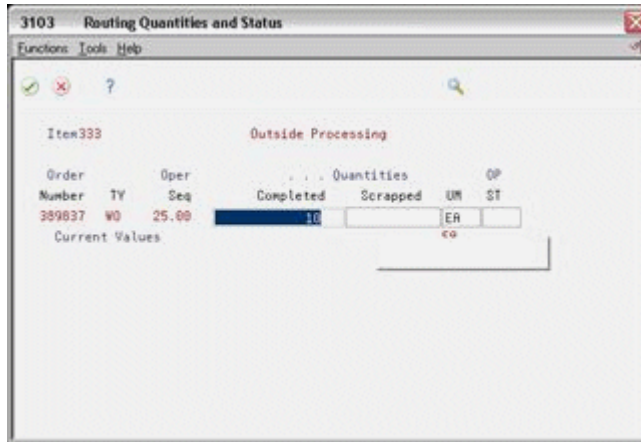 3103 Routing Quantities and Status
Functions Tools Help
?
Item333 Outside Processing
Order Oper . . . Quantities OP
Number TY Seq Completed Scrapped UM ST
389837 WO 25.00 10 EA
Current Values EA